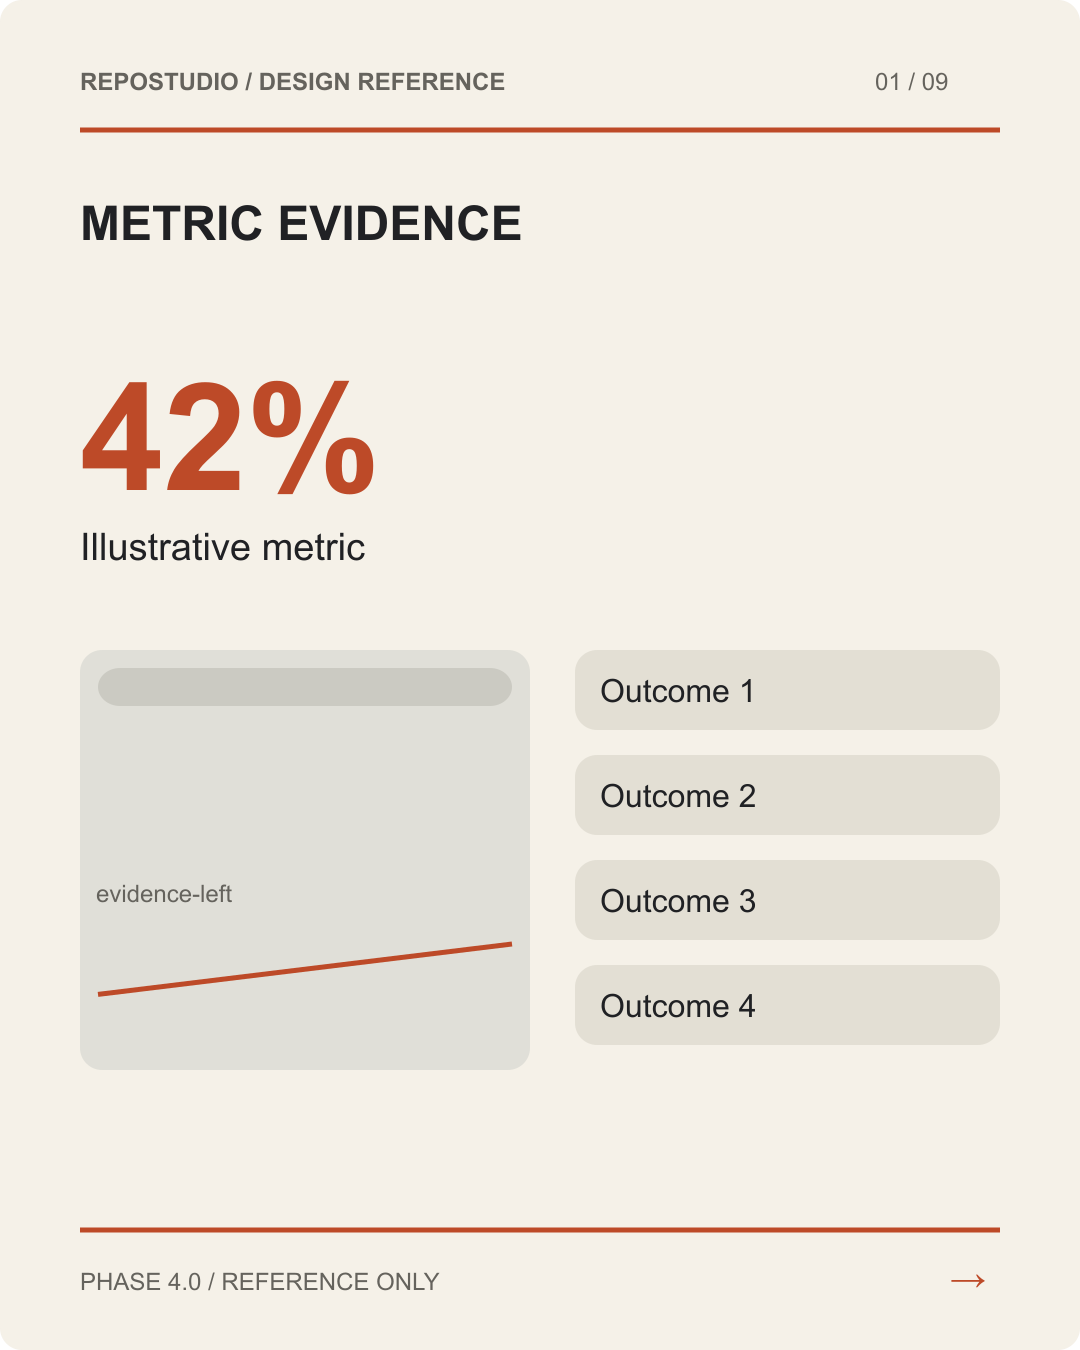 REPOSTUDIO / DESIGN REFERENCE
01 / 09
METRIC EVIDENCE
42%
Illustrative metric
evidence-left
Outcome 1
Outcome 2
Outcome 3
Outcome 4
PHASE 4.0 / REFERENCE ONLY
→